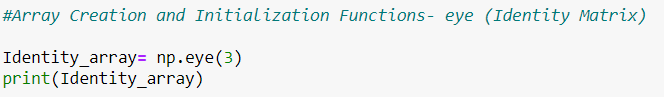 #Array Creation and Initialization Functions- eye (Identity Matrix)
Identity_array= np.eye(3)
print(Identity_array)